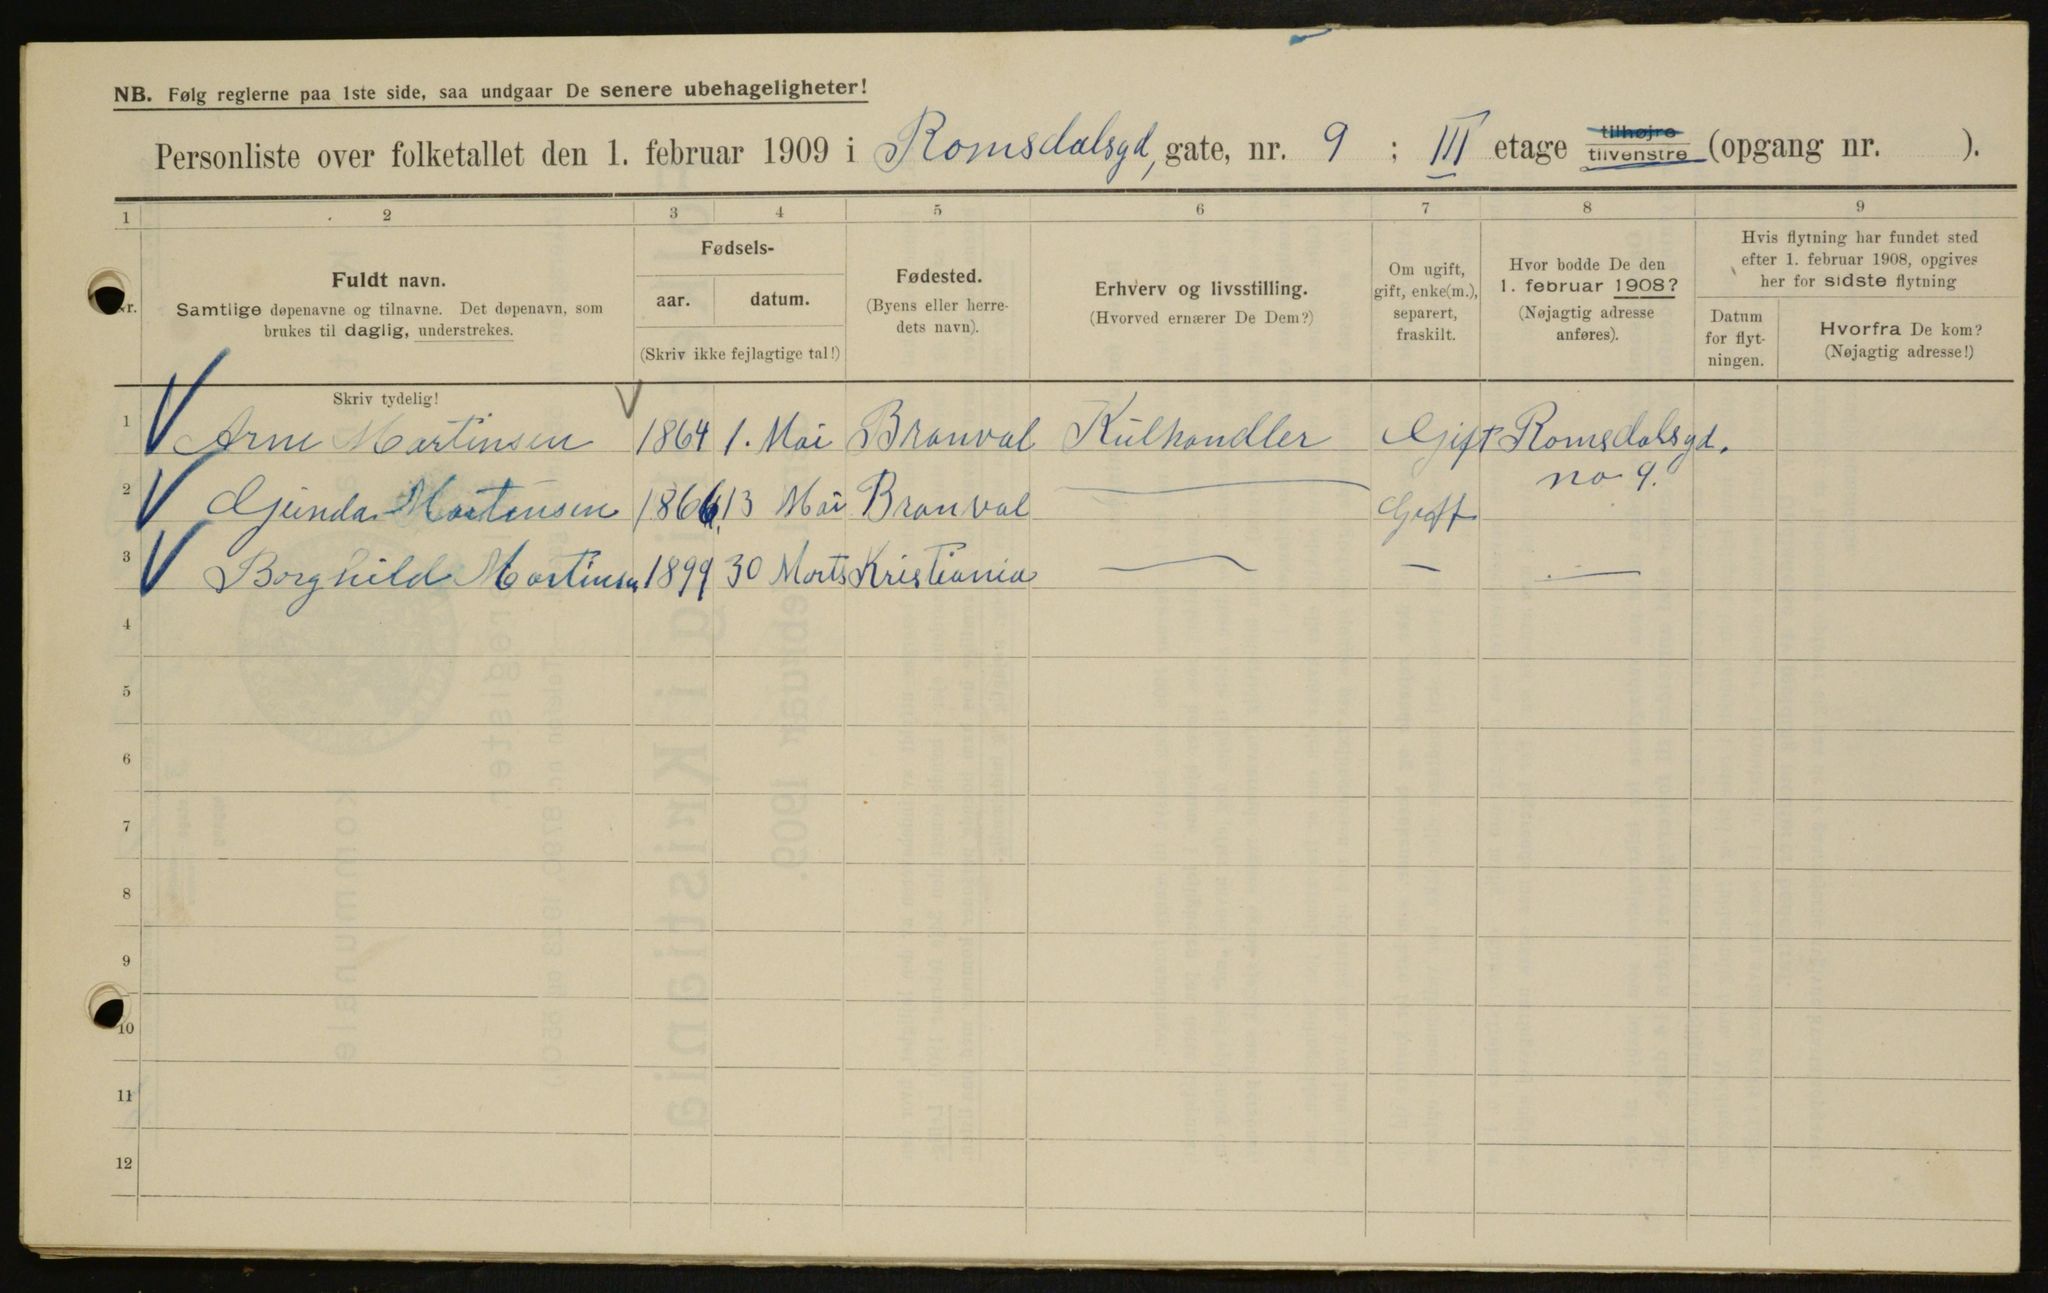 NB. Følg reglerne paa 1ste side, saa undgaar De senere ubehageligheter!
Personliste over folketallet den 1. februar 1909 i Romsdalsgd, gate, nr. 9 ; III etage tilhøjre tilvenstre (opgang nr. ).
1 2 3 4 5 6 7 8 9
Nr.
Fuldt navn.
Samtlige døpenavne og tilnavne. Det døpenavn, som
brukes til daglig, understrekes.
Skriv tydelig!
Fødsels-
aar. datum.
(Skriv ikke fejlagtige tal!)
Fødested.
(Byens eller herre-
dets navn).
Erhverv og livsstilling.
(Hvorved ernærer De Dem?)
Om ugift,
gift, enke(m.),
separert,
fraskilt.
Hvor bodde De den
1. februar 1908?
(Nøjagtig adresse
anføres).
Hvis flytning har fundet sted
efter 1. februar 1908, opgives
her for sidste flytning
Datum
for flyt-
ningen.
Hvorfra De kom?
(Nøjagtig adresse!)
1 Arne Martinsen 1864 1. Mai Branval Kulhandler Gift Romsdalsgd.
no 9.
2 Gunda Martinsen 1866 13 Mai Branval — Gift
3 Borghild Martinsen 1899 30 Marts Kristiania — — —
4
5
6
7
8
9
10
11
12